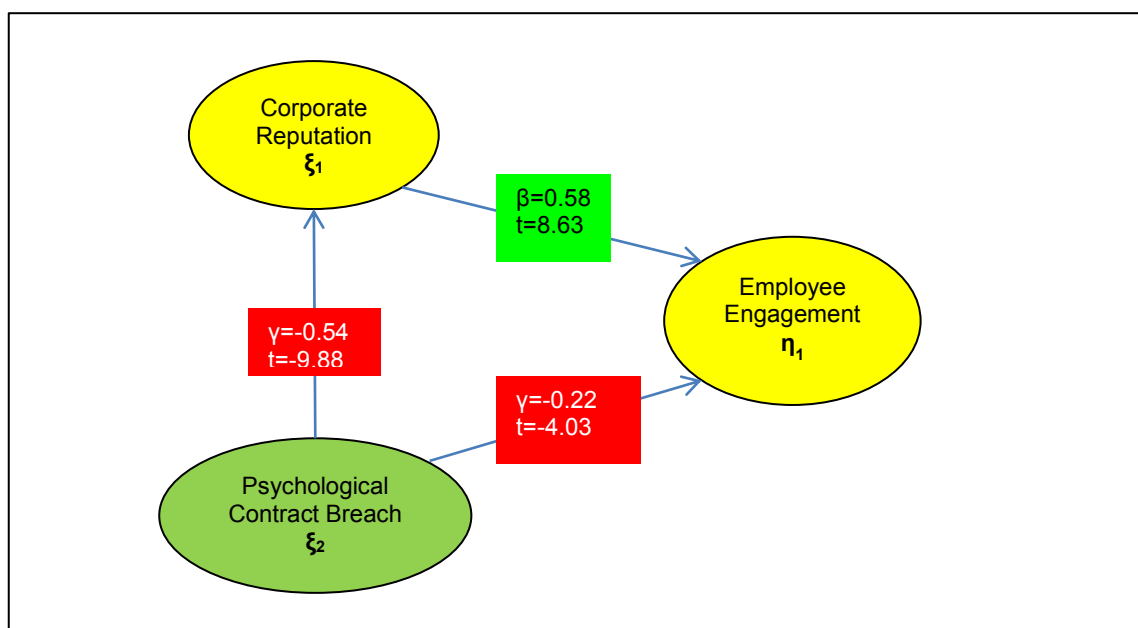 Corporate
Reputation
ξ₁
β=0.58
t=8.63
Employee
Engagement
η₁
γ=-0.54
t=-9.88
γ=-0.22
t=-4.03
Psychological
Contract Breach
ξ₂